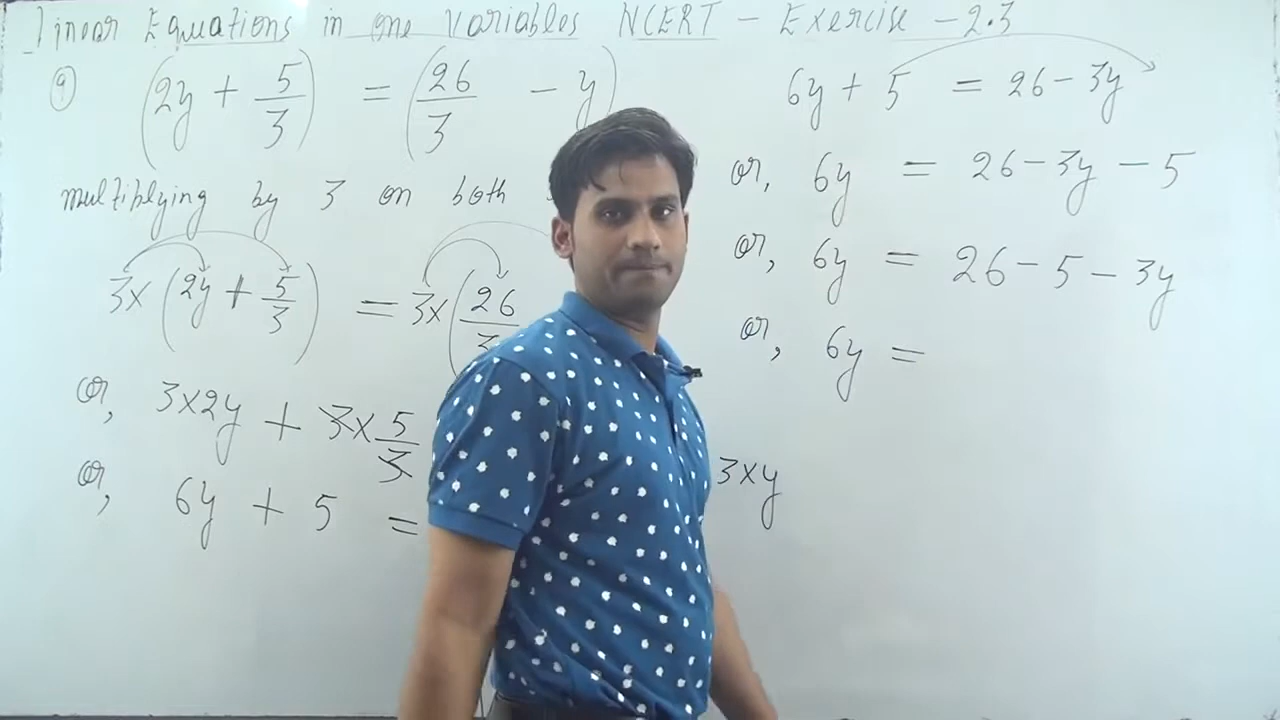 Linear Equations in one Variables NCERT - Exercise - 2.3
9 (2y + 5/3) = (26/3 - y)
multiplying by 3 on both
3x(2y + 5/3) = 3x(26/3
or, 3x2y + 3x5/3
3xy
or, 6y + 5 =
6y + 5 = 26 - 3y
or, 6y = 26 - 3y - 5
or, 6y = 26 - 5 - 3y
or, 6y =